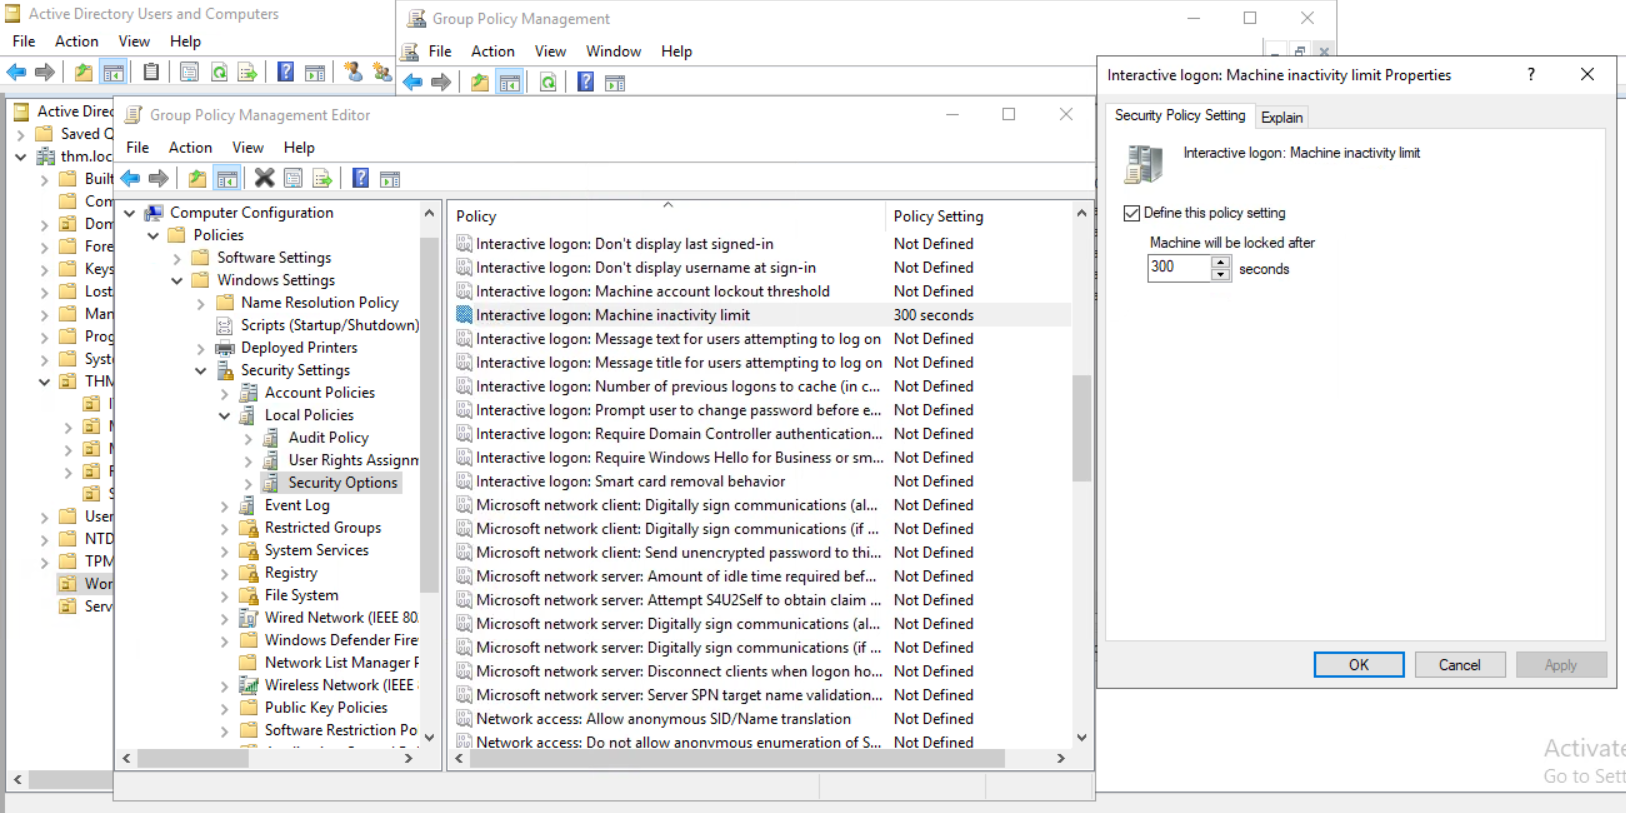 Active Directory Users and Computers
File Action View Help
Active Direc
Saved Q
thm.loc
Built
Com
Dom
Fore
Keys
Lost
Man
Prog
Syst
THM
User
NTD
TPM
Wor
Serv
Group Policy Management
File Action View Window Help
Group Policy Management Editor
File Action View Help
Computer Configuration
Policies
Software Settings
Windows Settings
Name Resolution Policy
Scripts (Startup/Shutdown)
Deployed Printers
Security Settings
Account Policies
Local Policies
Audit Policy
User Rights Assignm
Security Options
Event Log
Restricted Groups
System Services
Registry
File System
Wired Network (IEEE 80
Windows Defender Fire
Network List Manager P
Wireless Network (IEEE
Public Key Policies
Software Restriction Po
Policy Policy Setting
Interactive logon: Don't display last signed-in Not Defined
Interactive logon: Don't display username at sign-in Not Defined
Interactive logon: Machine account lockout threshold Not Defined
Interactive logon: Machine inactivity limit 300 seconds
Interactive logon: Message text for users attempting to log on Not Defined
Interactive logon: Message title for users attempting to log on Not Defined
Interactive logon: Number of previous logons to cache (in c... Not Defined
Interactive logon: Prompt user to change password before e... Not Defined
Interactive logon: Require Domain Controller authentication... Not Defined
Interactive logon: Require Windows Hello for Business or sm... Not Defined
Interactive logon: Smart card removal behavior Not Defined
Microsoft network client: Digitally sign communications (al... Not Defined
Microsoft network client: Digitally sign communications (if ... Not Defined
Microsoft network client: Send unencrypted password to thi... Not Defined
Microsoft network server: Amount of idle time required bef... Not Defined
Microsoft network server: Attempt S4U2Self to obtain claim ... Not Defined
Microsoft network server: Digitally sign communications (al... Not Defined
Microsoft network server: Digitally sign communications (if ... Not Defined
Microsoft network server: Disconnect clients when logon ho... Not Defined
Microsoft network server: Server SPN target name validation... Not Defined
Network access: Allow anonymous SID/Name translation Not Defined
Network access: Do not allow anonymous enumeration of S... Not Defined
Interactive logon: Machine inactivity limit Properties ?
Security Policy Setting Explain
Interactive logon: Machine inactivity limit
Define this policy setting
Machine will be locked after
300 seconds
OK Cancel Apply
Activate
Go to Sett